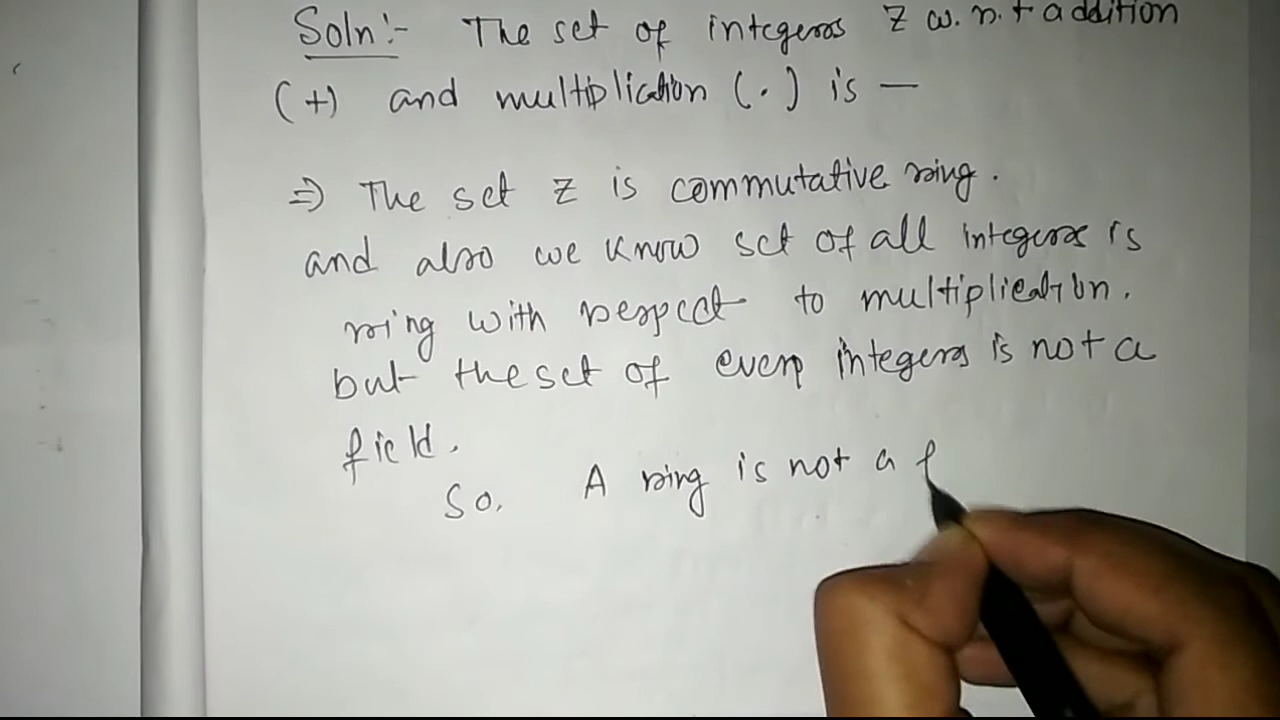 Soln:- The set of integers Z w.r.t addition
(+) and multiplication (.) is —
⇒ The set Z is commutative ring.
and also we know set of all integers is
ring with respect to multiplication.
but the set of even integers is not a
field.
So. A ring is not a f